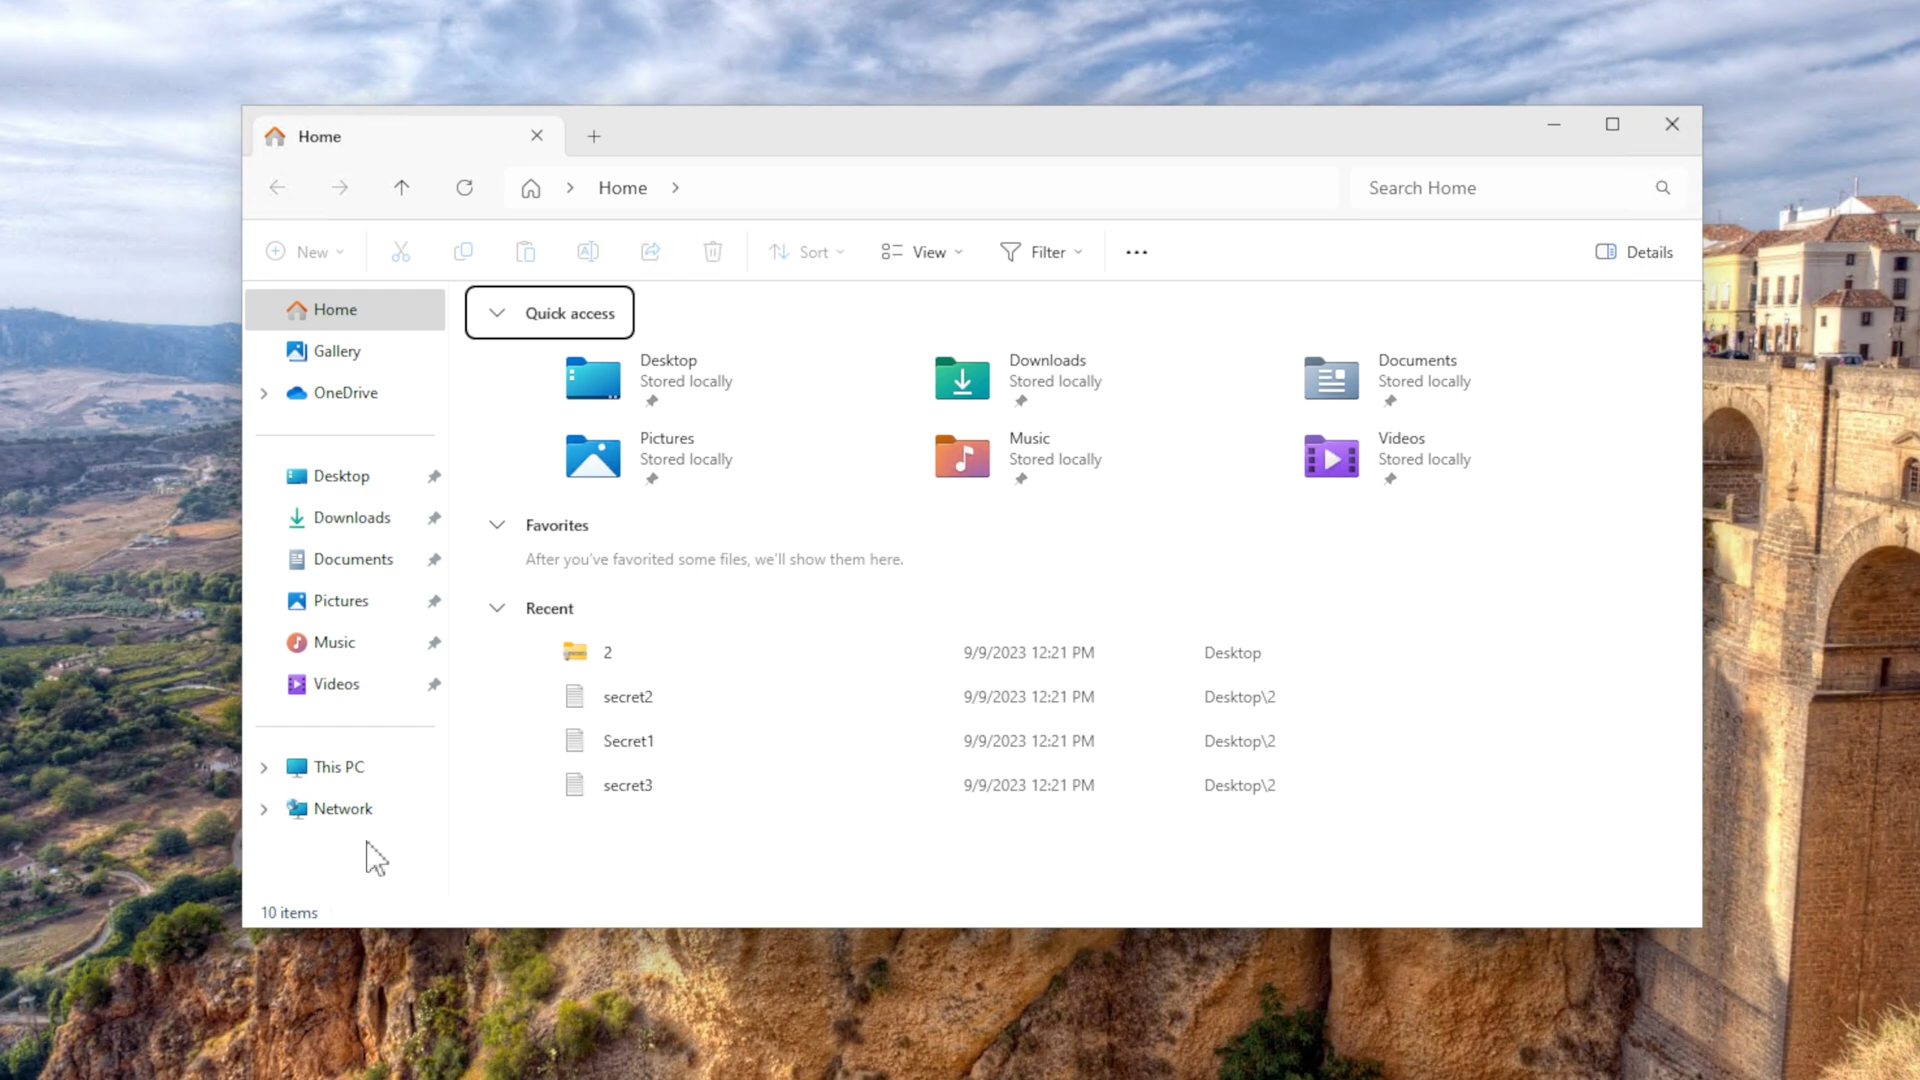 Home
Home
Search Home
New
Sort
View
Filter
Details
Home
Gallery
OneDrive
Desktop
Downloads
Documents
Pictures
Music
Videos
This PC
Network
Quick access
Desktop
Stored locally
Downloads
Stored locally
Documents
Stored locally
Pictures
Stored locally
Music
Stored locally
Videos
Stored locally
Favorites
After you've favorited some files, we'll show them here.
Recent
2 9/9/2023 12:21 PM Desktop
secret2 9/9/2023 12:21 PM Desktop\2
Secret1 9/9/2023 12:21 PM Desktop\2
secret3 9/9/2023 12:21 PM Desktop\2
10 items